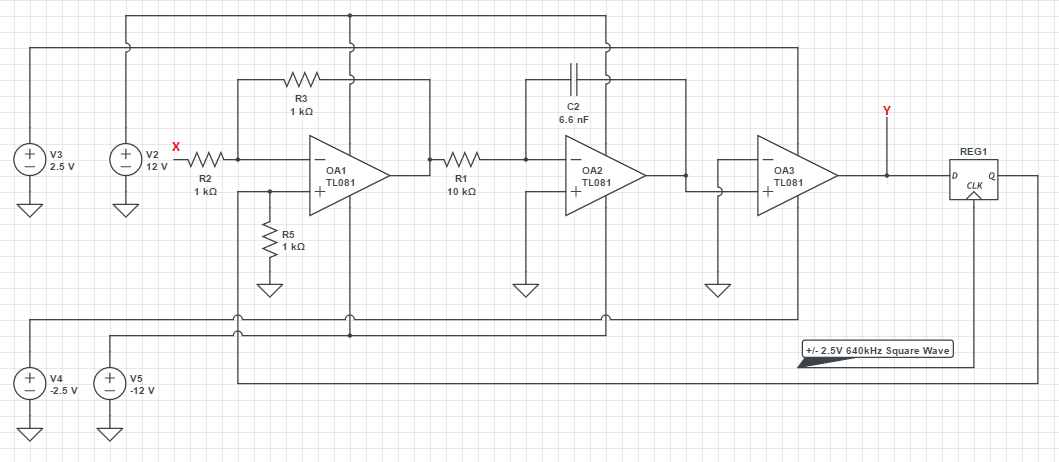 Y
R3
1 kΩ
C2
6.6 nF
X
V3
2.5 V
V2
12 V
R2
1 kΩ
−
OA1
TL081
+
R1
10 kΩ
−
OA2
TL081
+
−
OA3
TL081
+
REG1
D
Q
CLK
R5
1 kΩ
+/- 2.5V 640kHz Square Wave
V4
-2.5 V
V5
-12 V